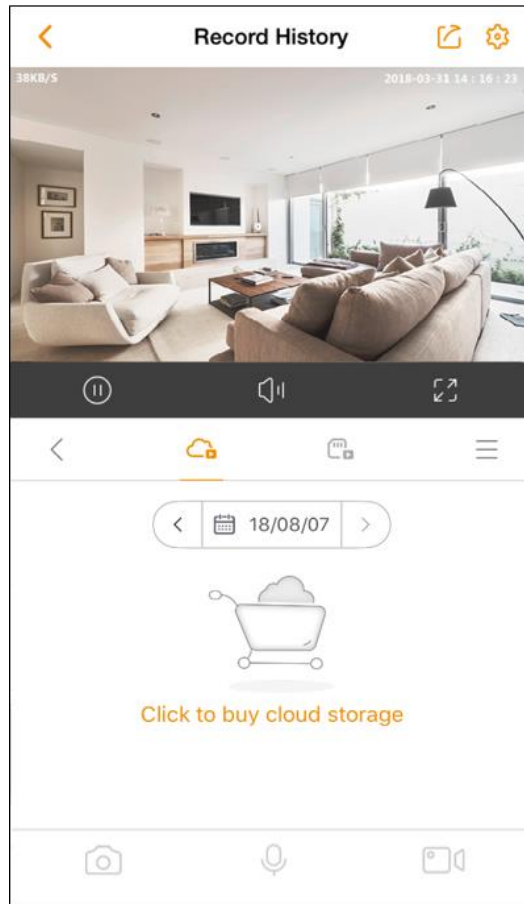 Record History
38KB/S
2018-03-31 14 : 16 : 23
18/08/07
Click to buy cloud storage